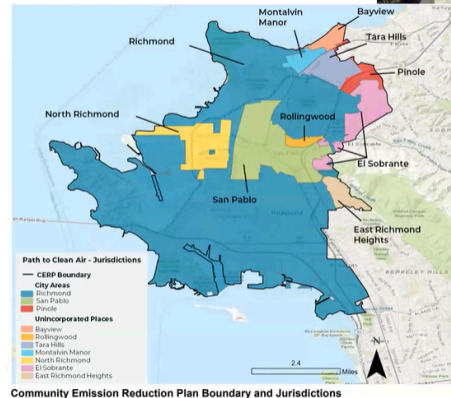 Montalvin
Manor
Bayview
Richmond
Tara Hills
Pinole
North Richmond
Rollingwood
El Sobrante
El Sobrante
San Pablo
Richmond
East Richmond
Heights
BERKELEY HILLS
Path to Clean Air - Jurisdictions
CERP Boundary
City Areas
Richmond
San Pablo
Pinole
Unincorporated Places
Bayview
Rollingwood
Tara Hills
Montalvin Manor
North Richmond
El Sobrante
East Richmond Heights
N
2.4
Miles
Community Emission Reduction Plan Boundary and Jurisdictions